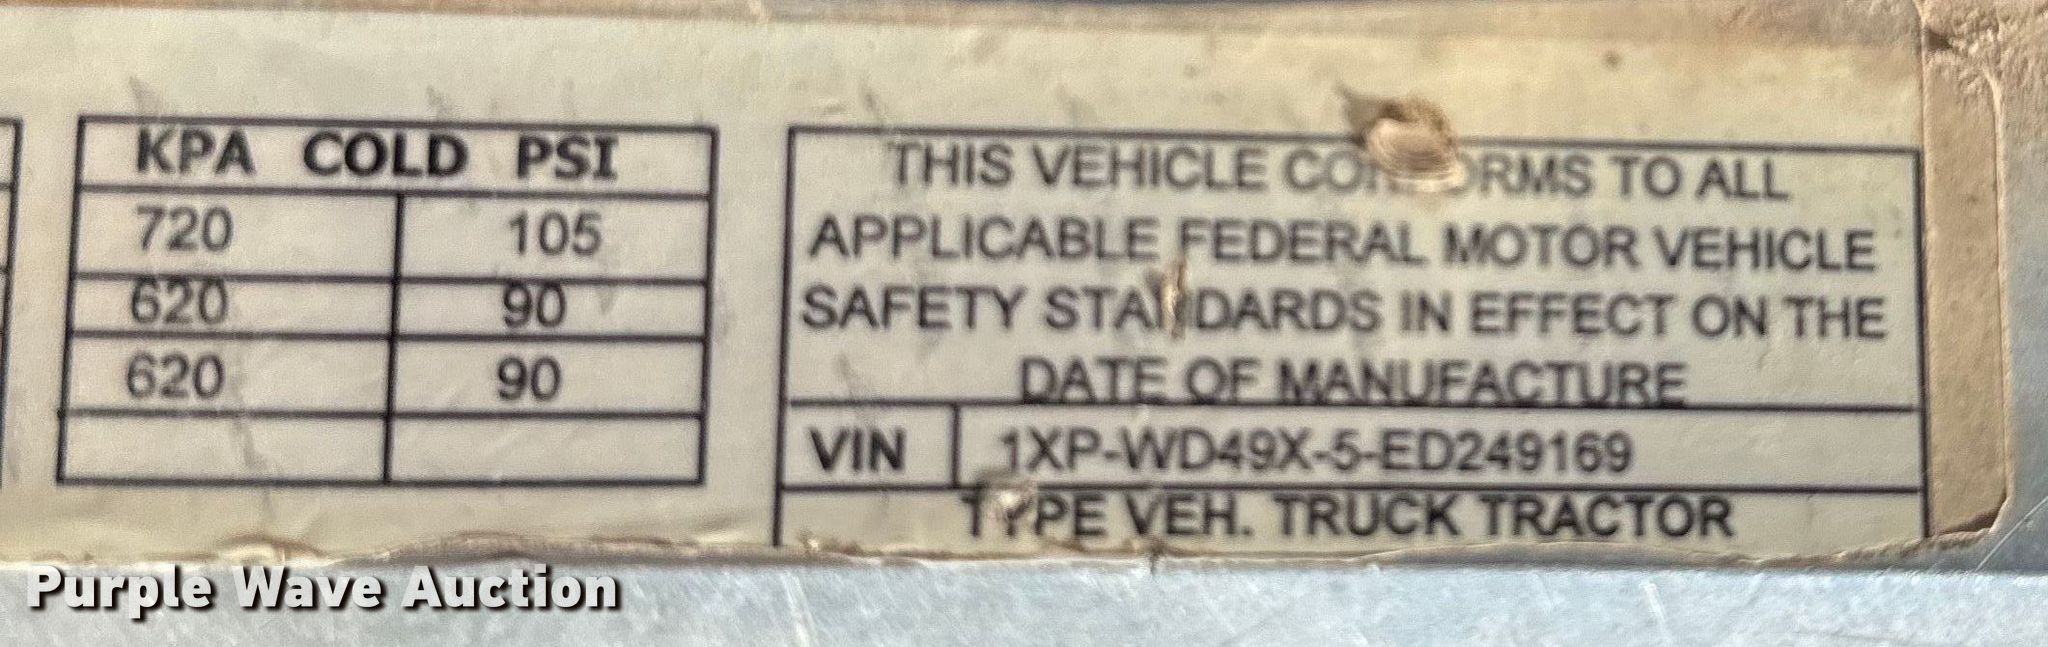 KPA COLD PSI
720 105
620 90
620 90
THIS VEHICLE CONFORMS TO ALL
APPLICABLE FEDERAL MOTOR VEHICLE
SAFETY STANDARDS IN EFFECT ON THE
DATE OF MANUFACTURE
VIN 1XP-WD49X-5-ED249169
TYPE VEH. TRUCK TRACTOR
Purple Wave Auction